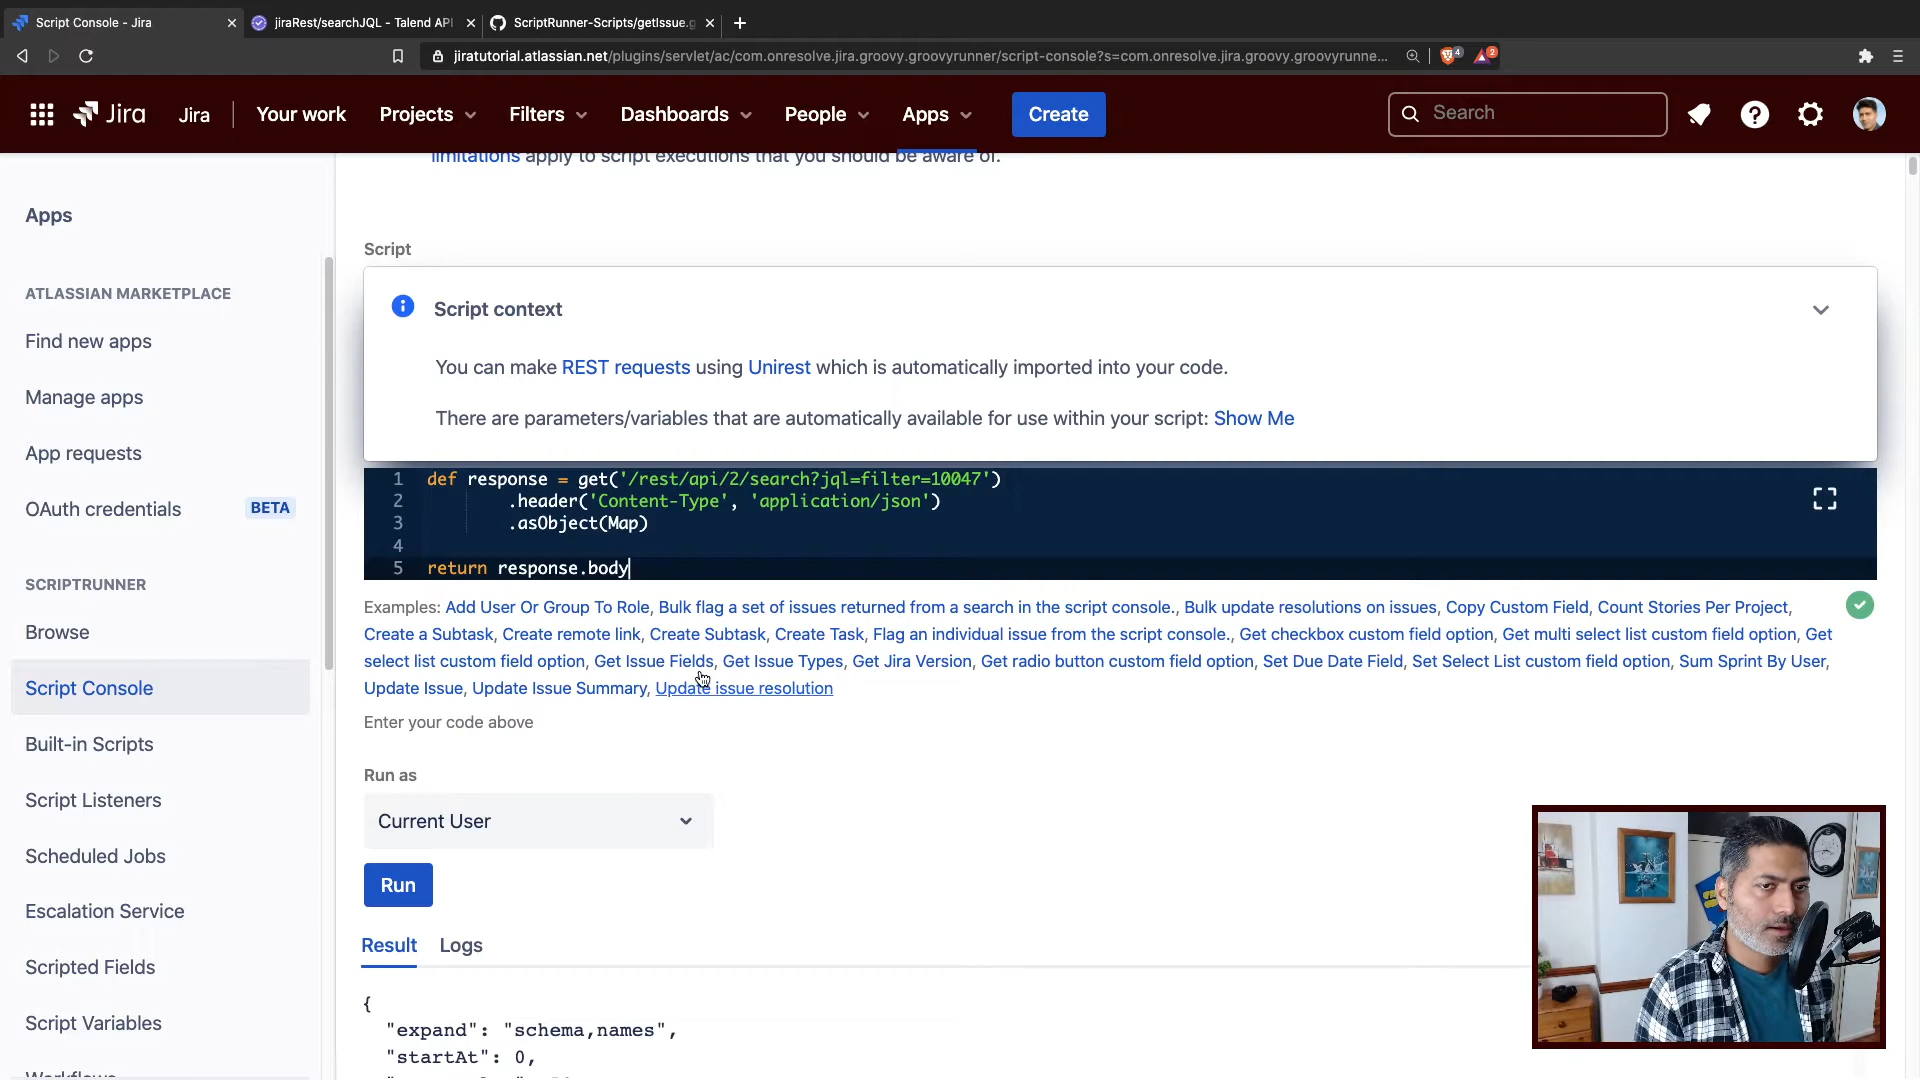 Script Console - Jira
jiraRest/searchJQL - Talend API
ScriptRunner-Scripts/getIssue.g
jiratutorial.atlassian.net/plugins/servlet/ac/com.onresolve.jira.groovy.groovyrunner/script-console?s=com.onresolve.jira.groovy.groovyrunne...
4
2
Jira
Jira
Your work
Projects
Filters
Dashboards
People
Apps
Create
Search
limitations apply to script executions that you should be aware of.
Apps
ATLASSIAN MARKETPLACE
Find new apps
Manage apps
App requests
OAuth credentials
BETA
SCRIPTRUNNER
Browse
Script Console
Built-in Scripts
Script Listeners
Scheduled Jobs
Escalation Service
Scripted Fields
Script Variables
Workflows
Script
Script context
You can make REST requests using Unirest which is automatically imported into your code.
There are parameters/variables that are automatically available for use within your script: Show Me
1 def response = get('/rest/api/2/search?jql=filter=10047')
2 .header('Content-Type', 'application/json')
3 .asObject(Map)
4
5 return response.body
Examples: Add User Or Group To Role, Bulk flag a set of issues returned from a search in the script console., Bulk update resolutions on issues, Copy Custom Field, Count Stories Per Project,
Create a Subtask, Create remote link, Create Subtask, Create Task, Flag an individual issue from the script console., Get checkbox custom field option, Get multi select list custom field option, Get
select list custom field option, Get Issue Fields, Get Issue Types, Get Jira Version, Get radio button custom field option, Set Due Date Field, Set Select List custom field option, Sum Sprint By User,
Update Issue, Update Issue Summary, Update issue resolution
Enter your code above
Run as
Current User
Run
Result
Logs
{
"expand": "schema,names",
"startAt": 0,